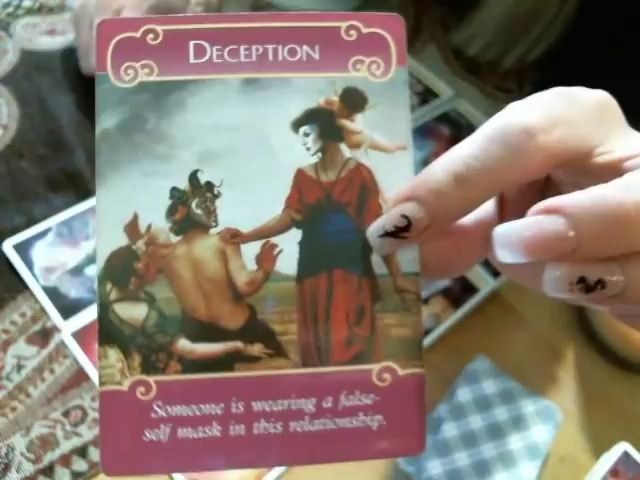 DECEPTION
Someone is wearing a false-
self mask in this relationship.